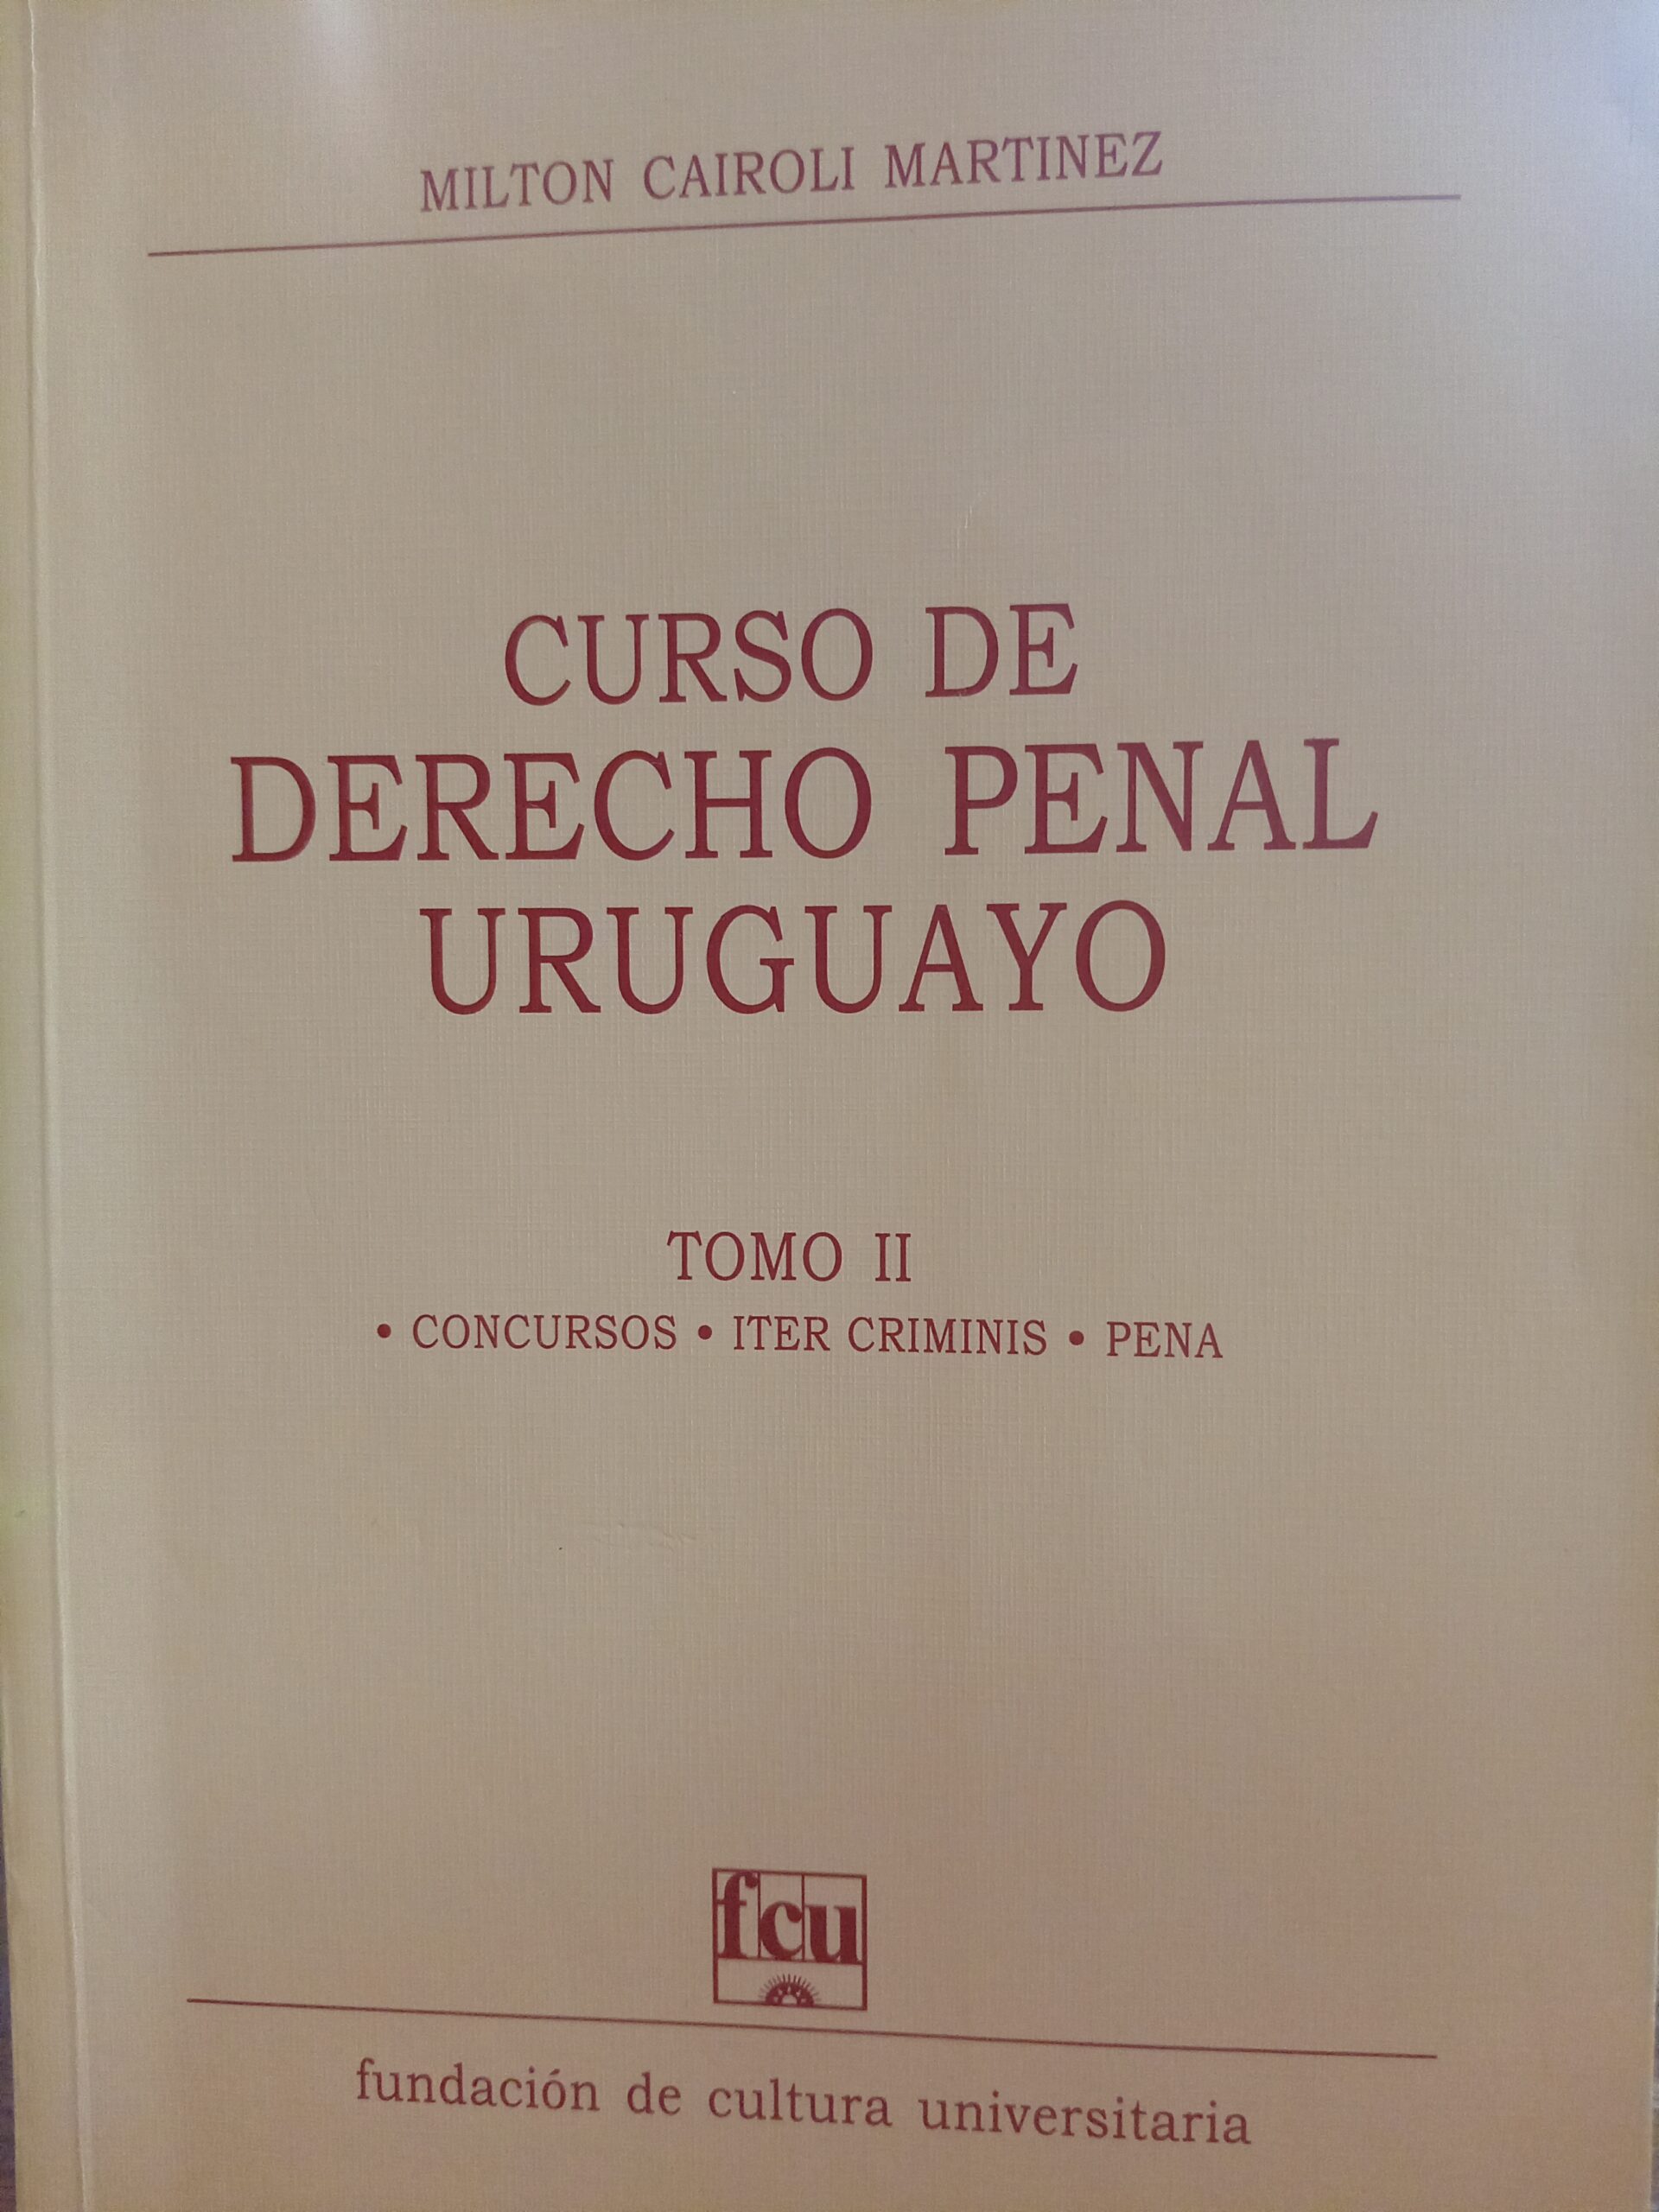 MILTON CAIROLI MARTINEZ
CURSO DE
DERECHO PENAL
URUGUAYO
TOMO II
• CONCURSOS • ITER CRIMINIS • PENA
fcu
fundación de cultura universitaria